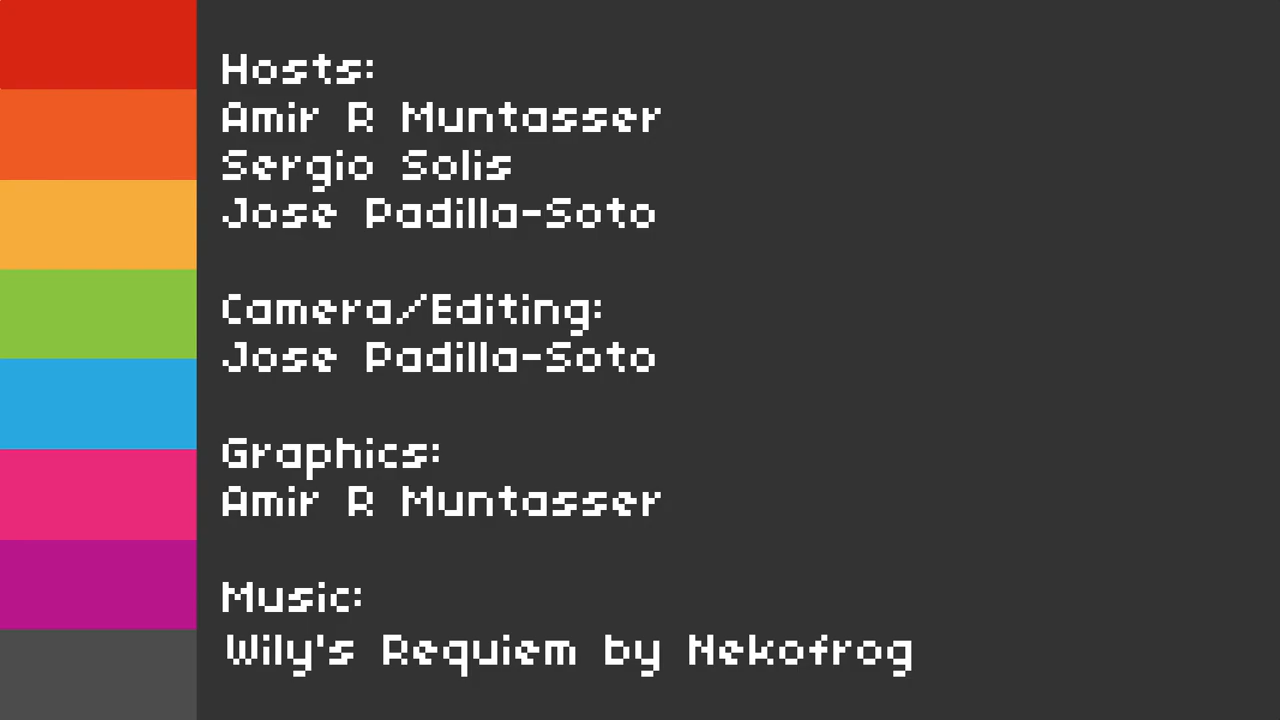 Hosts:
Amir R Muntasser
Sergio Solis
Jose Padilla-Soto
Camera/Editing:
Jose Padilla-Soto
Graphics:
Amir R Muntasser
Music:
Wily's Requiem by Nekofrog